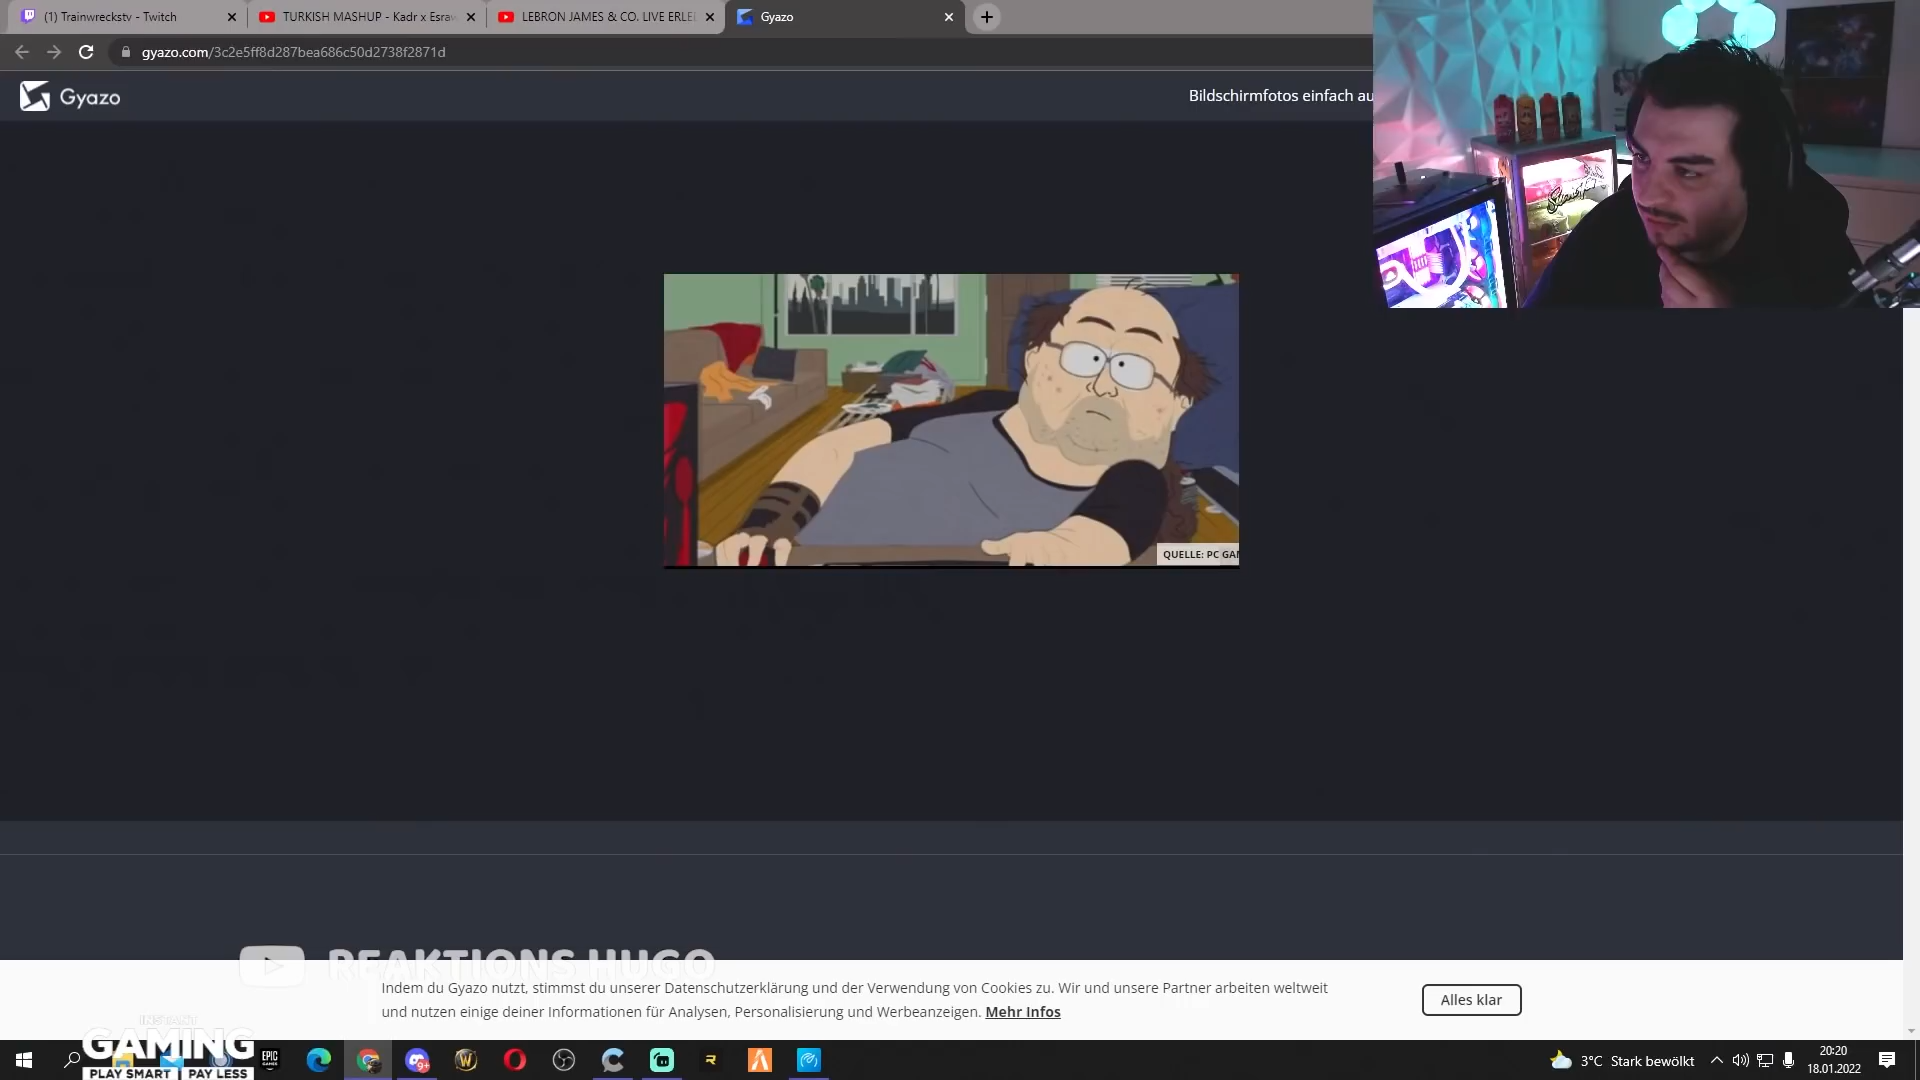 (1) Trainwreckstv - Twitch
TURKISH MASHUP - Kadr x Esra
LEBRON JAMES & CO. LIVE ERLE
Gyazo
gyazo.com/3c2e5ff8d287bea686c50d2738f2871d
Gyazo
Bildschirmfotos einfach au
QUELLE: PC GA
REAKTIONS HUGO
Indem du Gyazo nutzt, stimmst du unserer Datenschutzerklärung und der Verwendung von Cookies zu. Wir und unsere Partner arbeiten weltweit
und nutzen einige deiner Informationen für Analysen, Personalisierung und Werbeanzeigen. Mehr Infos
Alles klar
INSTANT
GAMING
PLAY SMART PAY LESS
EPIC
GAMES
9+
3°C Stark bewölkt
20:20
18.01.2022